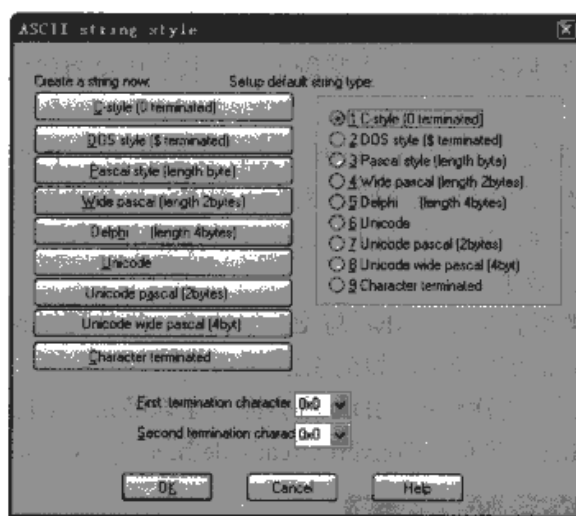 ASCII string style
Create a string now:
Setup default string type:
C-style (0 terminated)
DOS style ($ terminated)
Pascal style (length byte)
Wide pascal (length 2bytes)
Delphi (length 4bytes)
Unicode
Unicode pascal (2bytes)
Unicode wide pascal (4byt)
Character terminated
1 C-style (0 terminated)
2 DOS style ($ terminated)
3 Pascal style (length byte)
4 Wide pascal (length 2bytes)
5 Delphi (length 4bytes)
6 Unicode
7 Unicode pascal (2bytes)
8 Unicode wide pascal (4byt)
9 Character terminated
First termination character 0x0
Second termination charac 0x0
OK Cancel Help